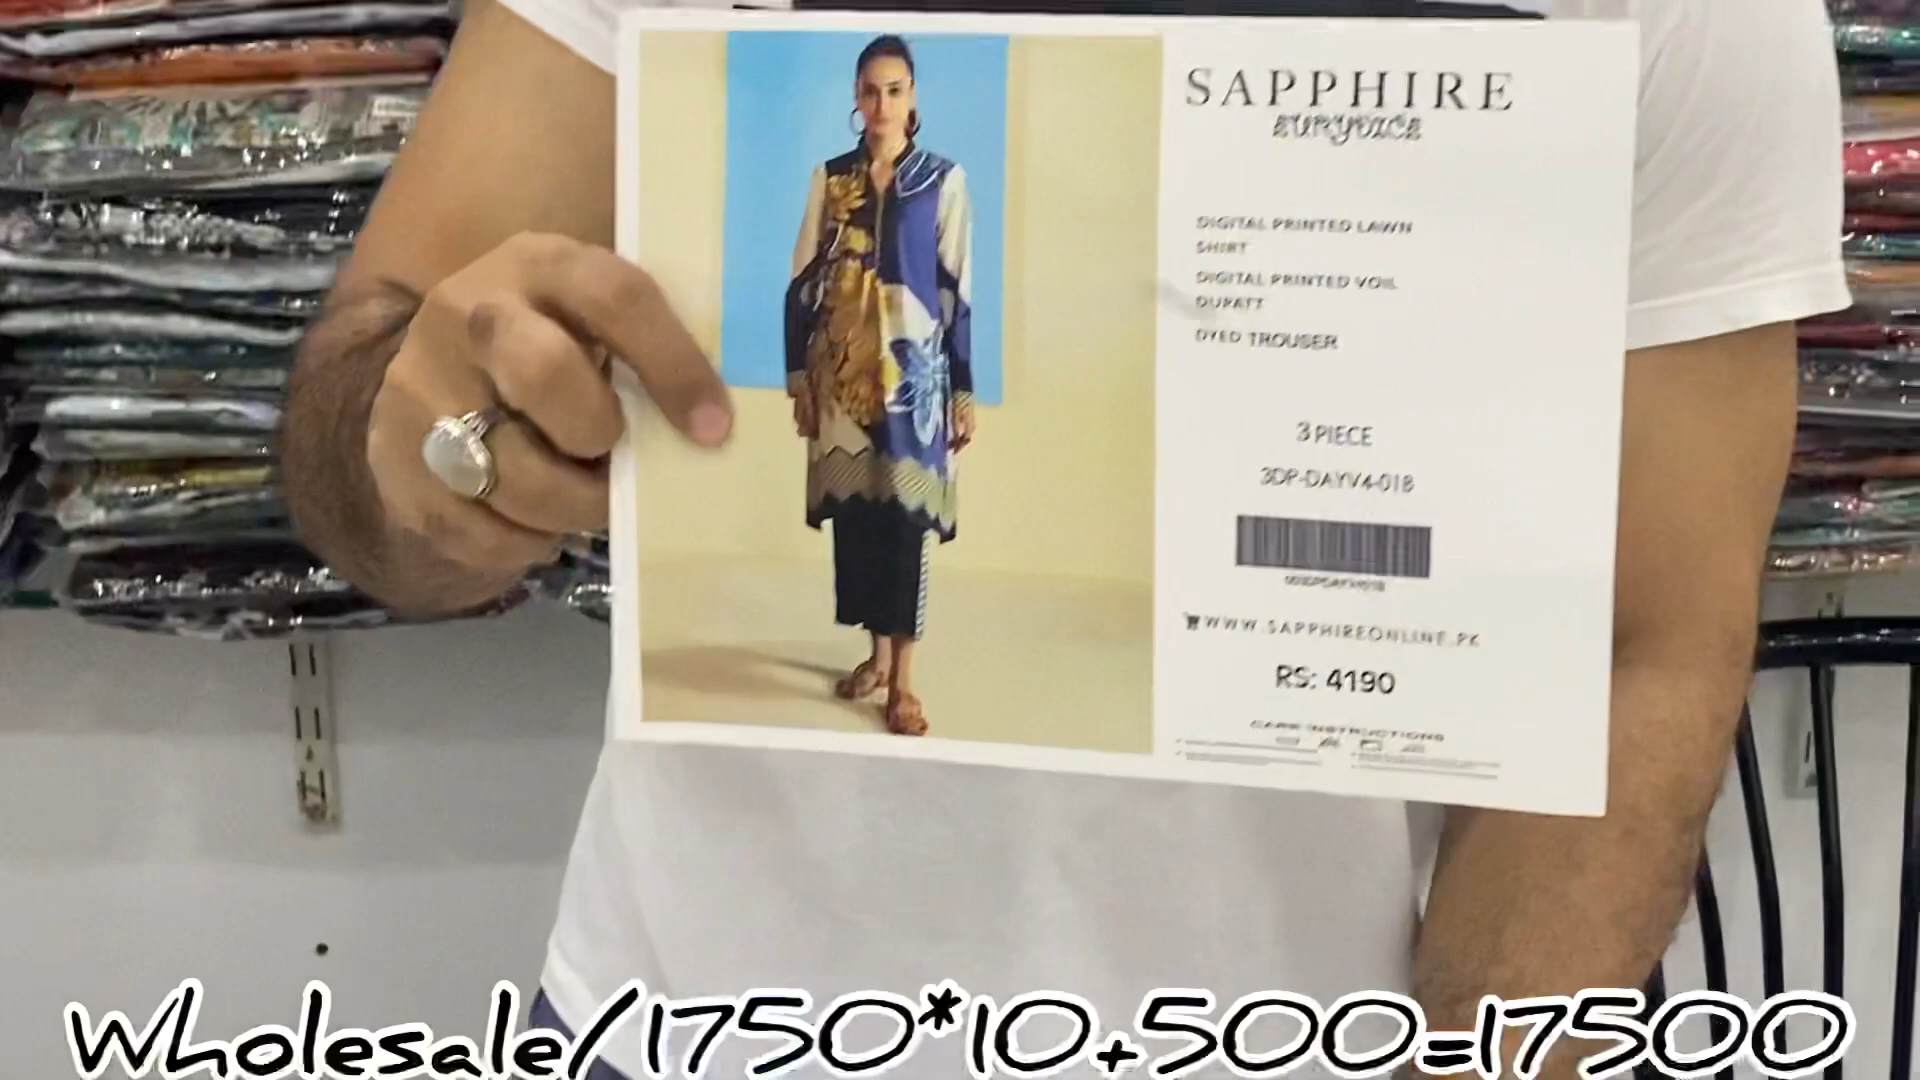 SAPPHIRE
DIGITAL PRINTED LAWN
SHIRT
DIGITAL PRINTED VOIL
DUPATT
DYED TROUSER
3 PIECE
3DP-DAYV4-018
WWW.SAPPHIREONLINE.PK
RS: 4190
CARE INSTRUCTIONS
Wholesale/1750*10+500=17500